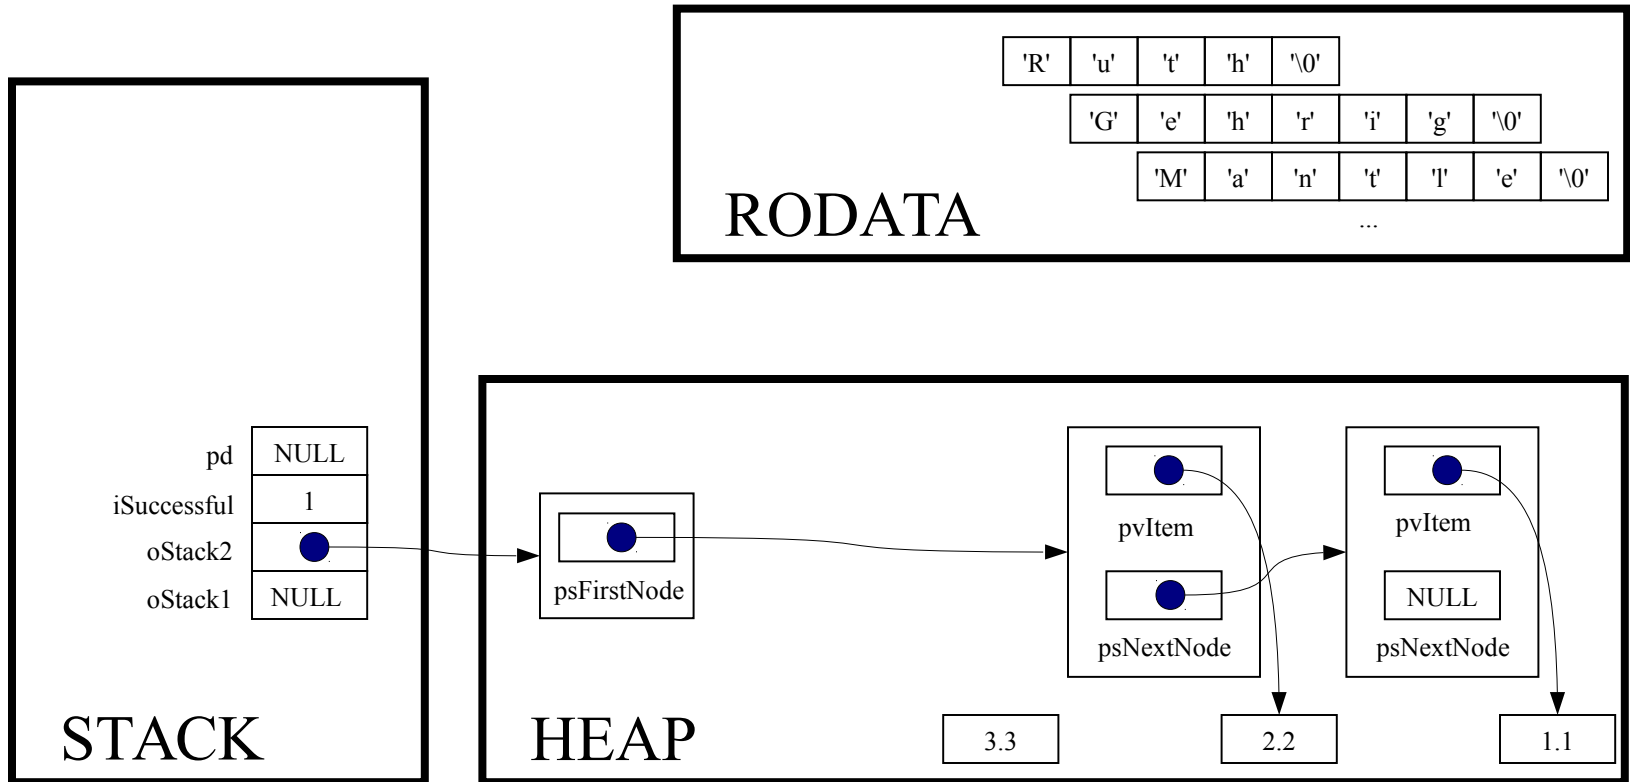 'R' 'u' 't' 'h' '\0'
'G' 'e' 'h' 'r' 'i' 'g' '\0'
'M' 'a' 'n' 't' 'l' 'e' '\0'
...
RODATA
pd NULL
iSuccessful 1
oStack2
oStack1 NULL
STACK
psFirstNode
pvItem
psNextNode
pvItem
NULL
psNextNode
3.3
2.2
1.1
HEAP